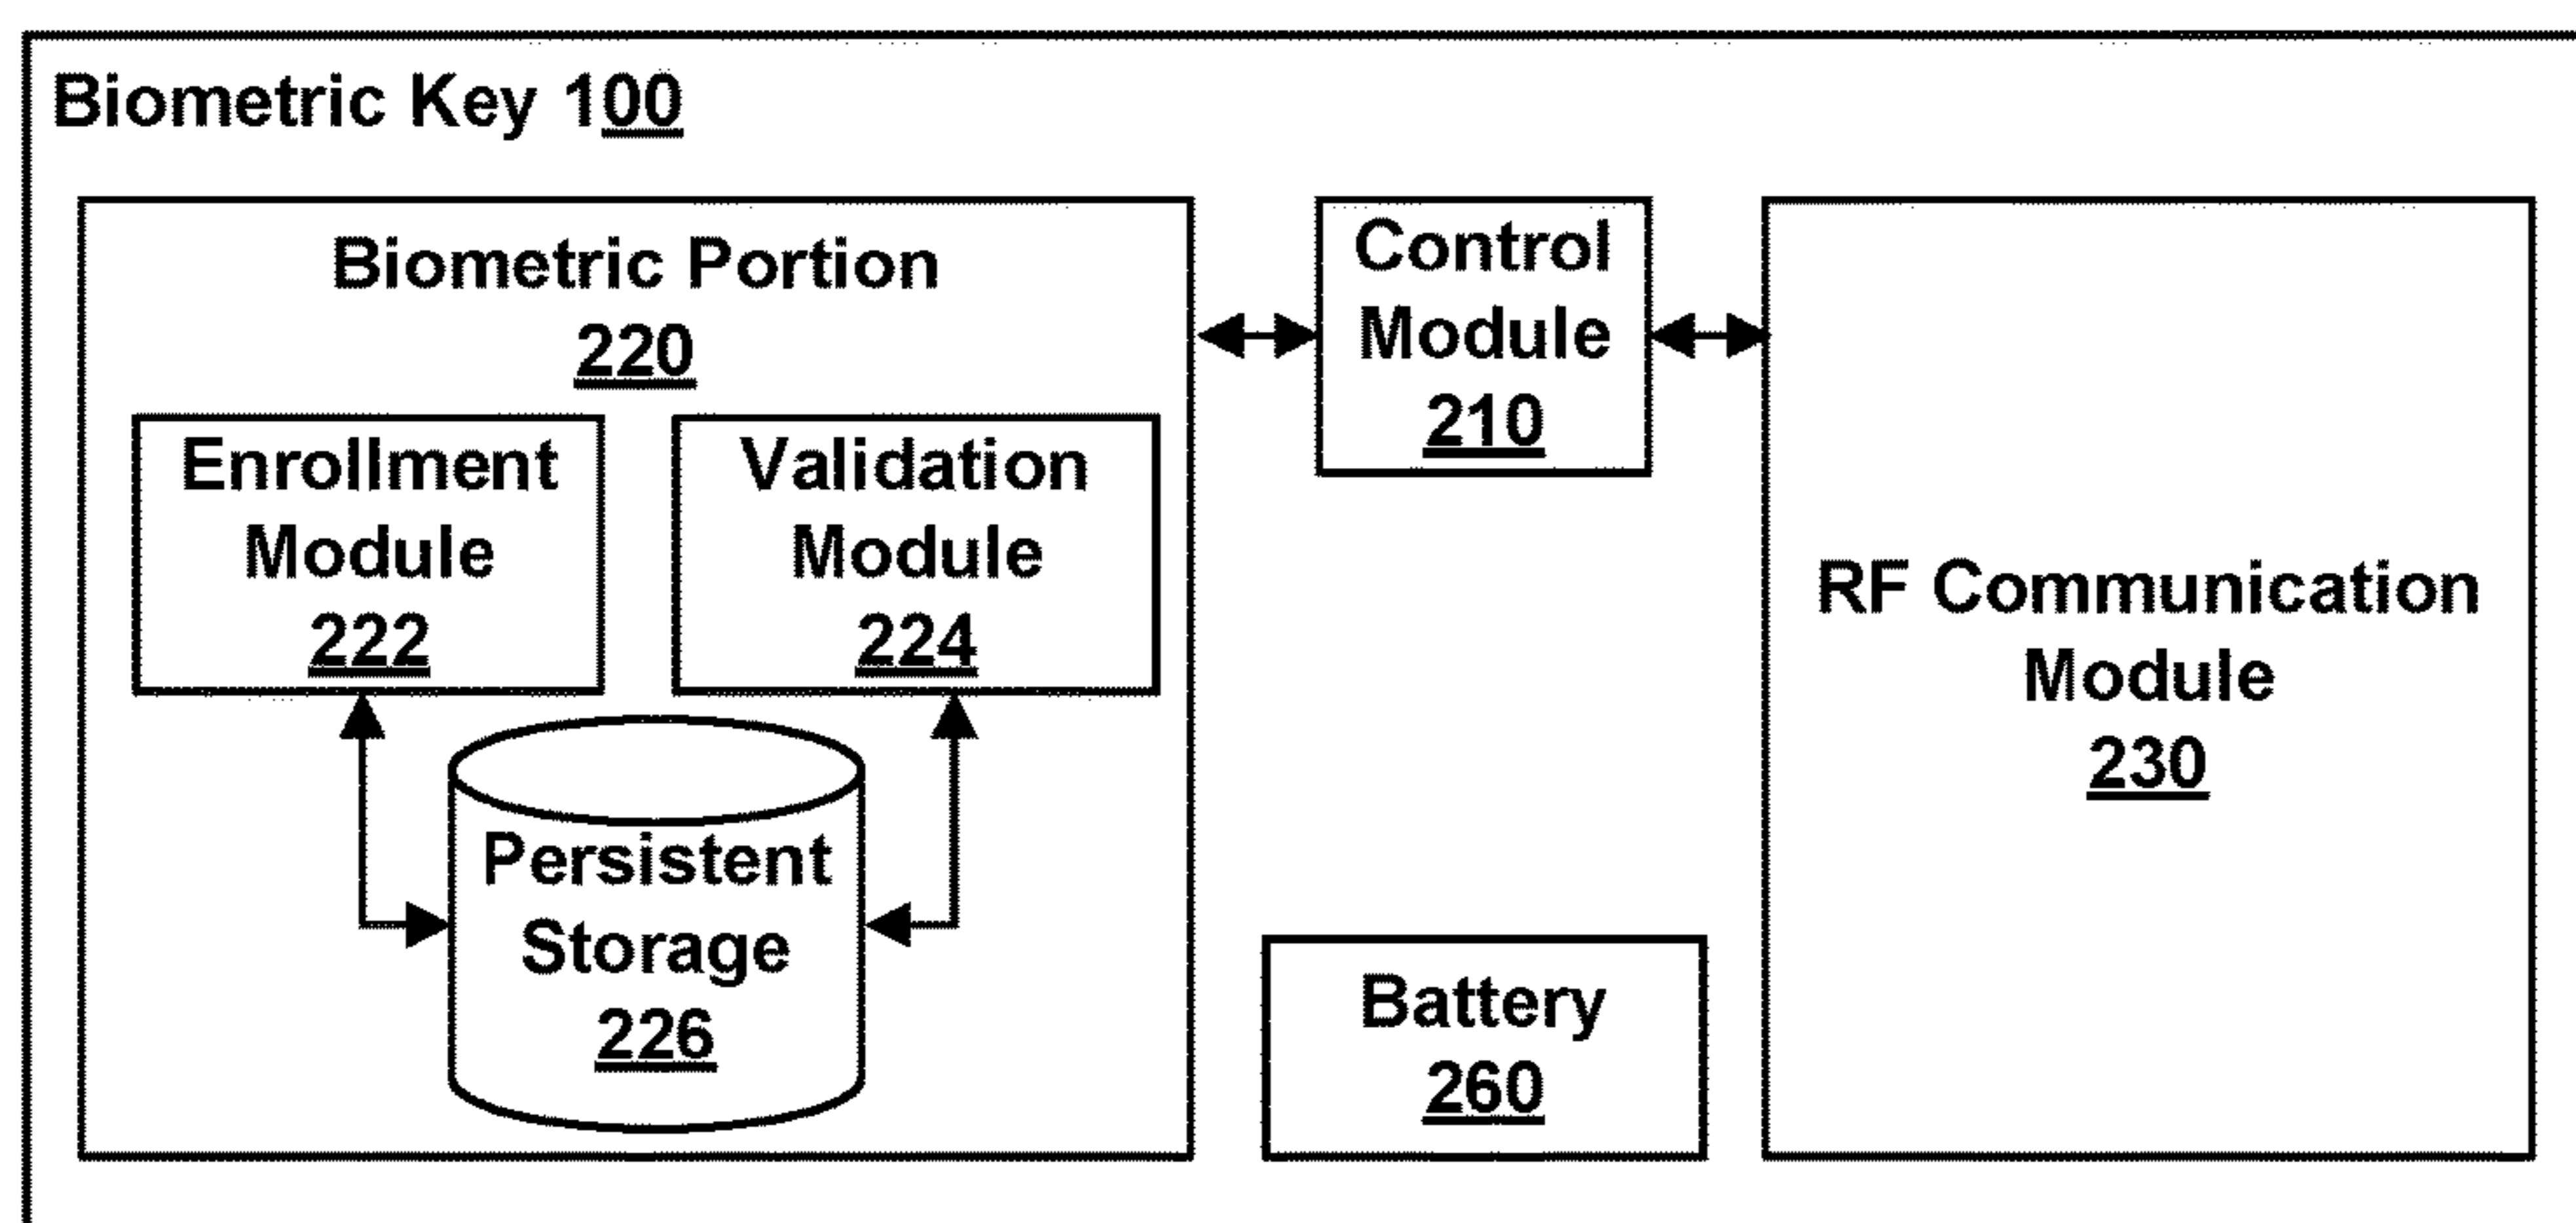 Biometric Key 100
Biometric Portion
220
Enrollment
Module
222
Validation
Module
224
Persistent
Storage
226
Control
Module
210
Battery
260
RF Communication
Module
230